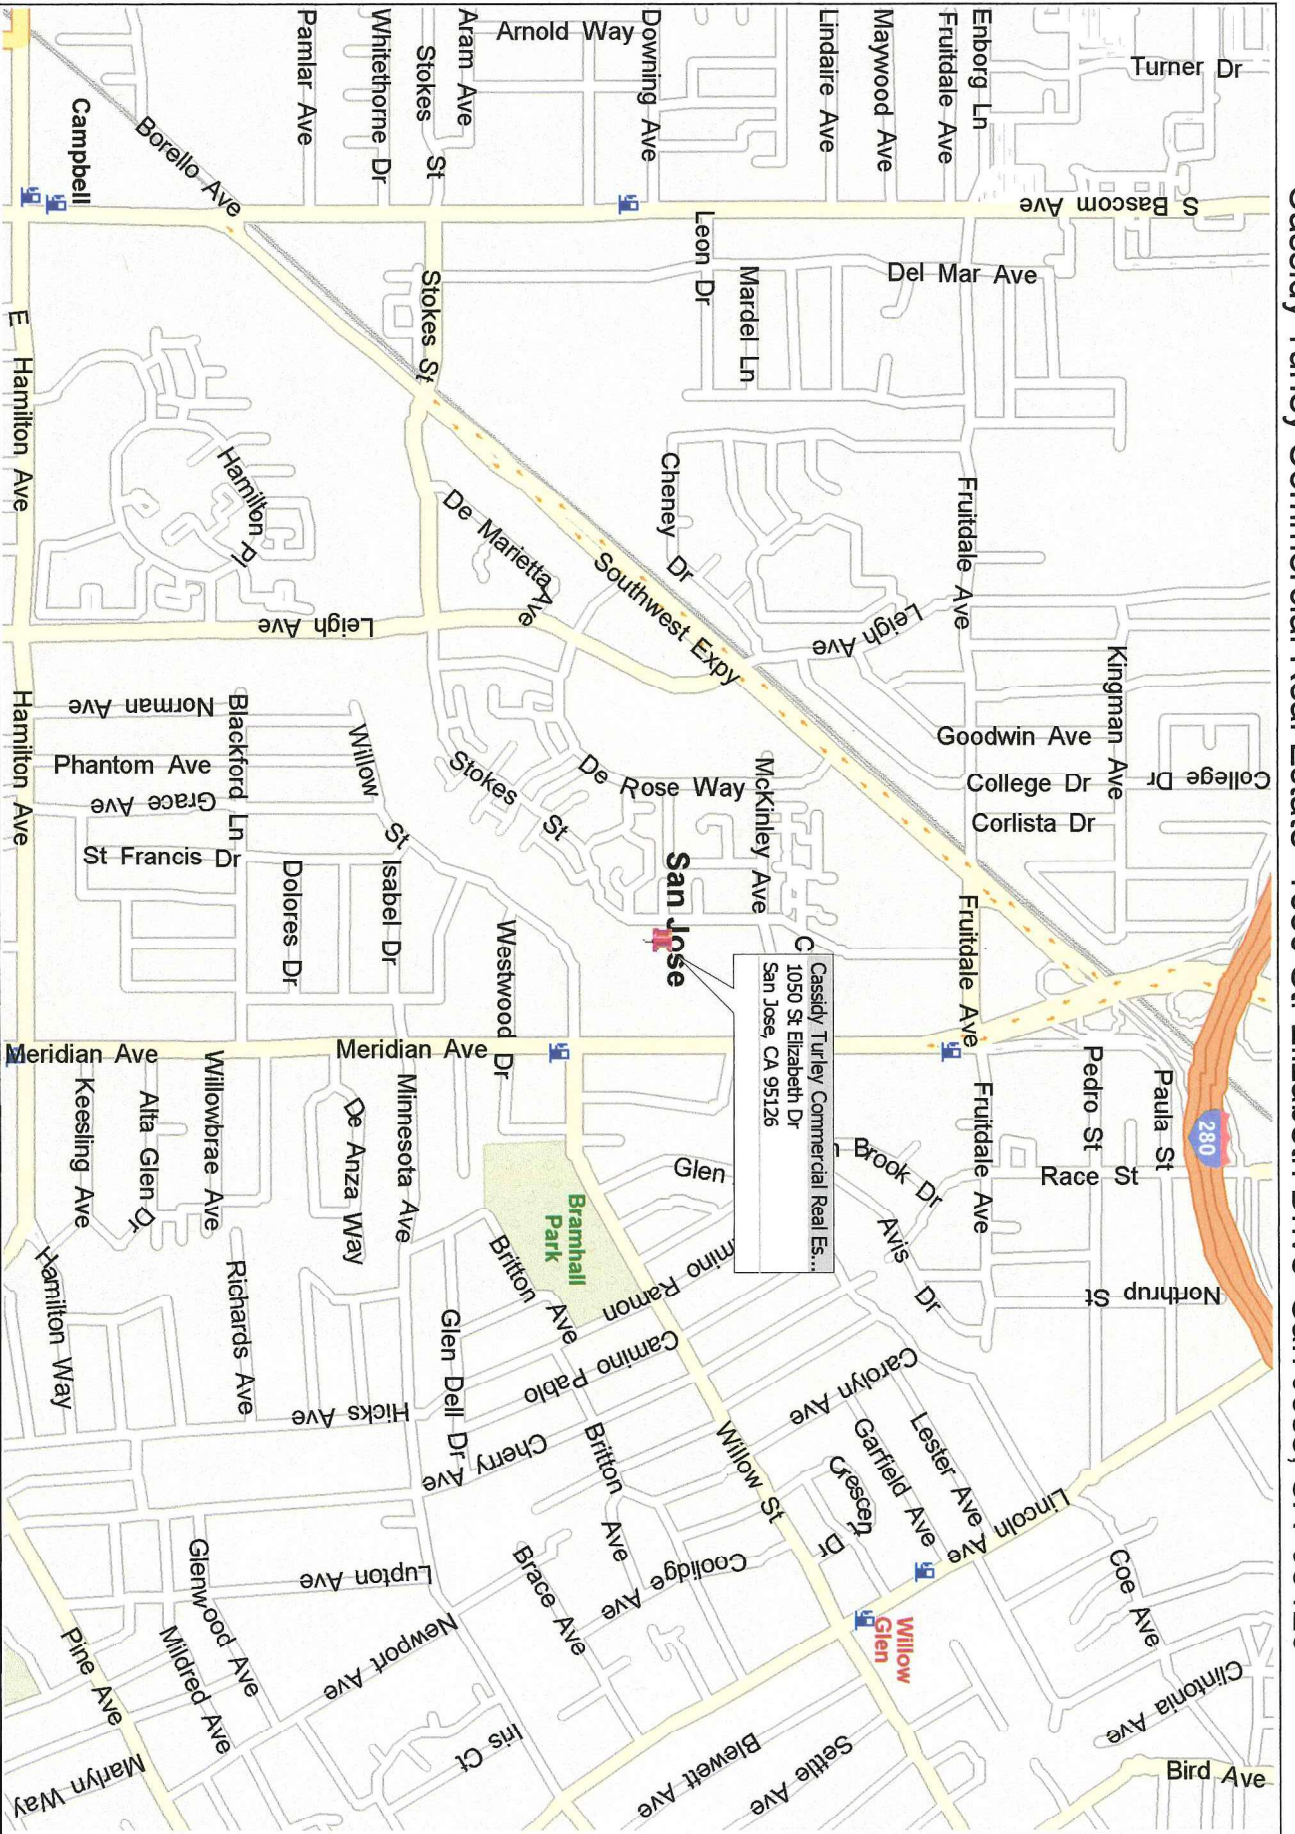 Cassidy Turley Commercial Real Estate - 1050 St. Elizabeth Drive - San Jose, CA 95126
Turner Dr
S Bascom Ave
Enborg Ln
Fruitdale Ave
Maywood Ave
Lindaire Ave
Downing Ave
Arnold Way
Aram Ave
Stokes St
Whitethorne Dr
Pamlar Ave
Borello Ave
Campbell
Del Mar Ave
Leon Dr
Mardel Ln
Stokes St
E Hamilton Ave
Hamilton Pl
Cheney Dr
Fruitdale Ave
De Marietta Ave
Southwest Expy
Leigh Ave
Leigh Ave
Kingman Ave
College Dr
Goodwin Ave
College Dr
Corlista Dr
McKinley Ave
De Rose Way
Stokes St
Willow St
Norman Ave
Blackford Ln
Phantom Ave
Grace Ave
St Francis Dr
Hamilton Ave
Dolores Dr
Isabel Dr
Westwood Dr
San Jose
C
Cassidy Turley Commercial Real Es...
1050 St Elizabeth Dr
San Jose, CA 95126
Fruitdale Ave
280
Paula St
Pedro St
Race St
Fruitdale Ave
Northrup St
Brook Dr
Avis Dr
Glen
Meridian Ave
Meridian Ave
Minnesota Ave
De Anza Way
Willowbrae Ave
Alta Glen Dr
Keesling Ave
Hamilton Way
Richards Ave
Hicks Ave
Glen Dell Dr
Bramhall
Park
Britton Ave
mino Ramon
Camino Pablo
Cherry Ave
Britton Ave
Willow St
Carolyn Ave
Lester Ave
Garfield Ave
Crescent Dr
Lincoln Ave
Coe Ave
Clintonia Ave
Bird Ave
Willow
Glen
Coolidge Ave
Brace Ave
Lupton Ave
Newport Ave
Glenwood Ave
Mildred Ave
Pine Ave
Marlyn Way
Iris Ct
Blewett Ave
Settle Ave